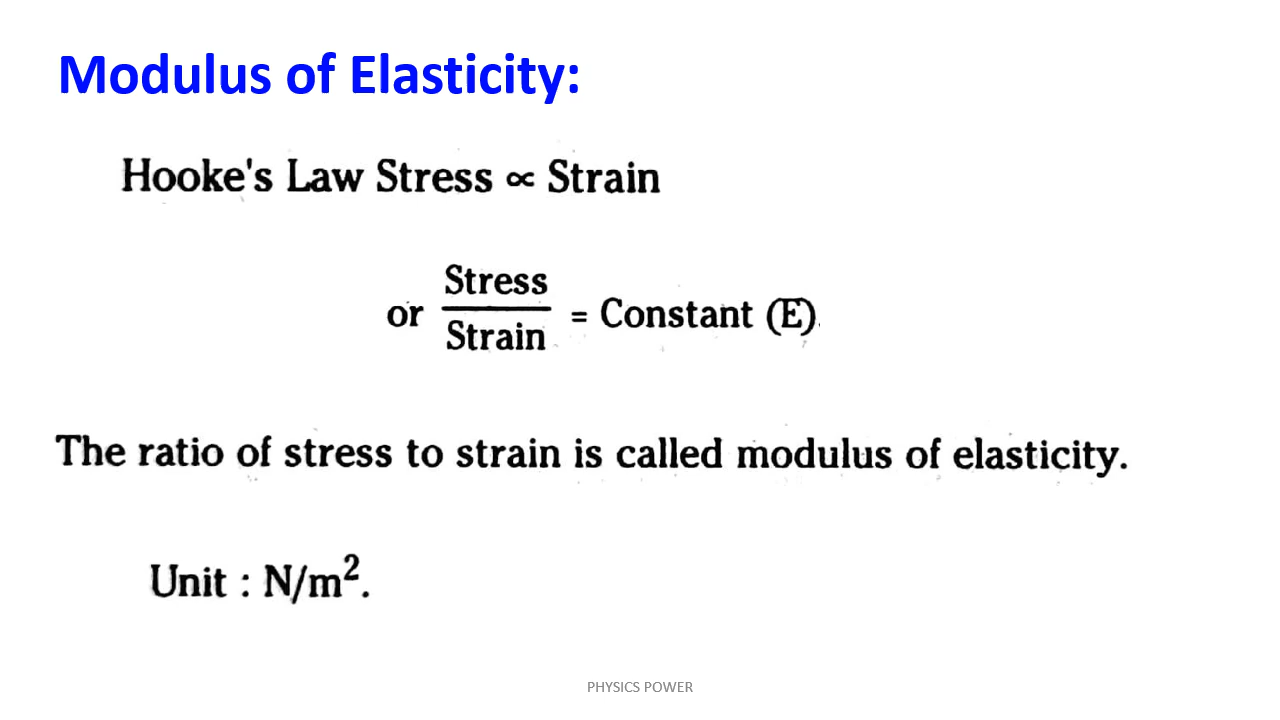 Modulus of Elasticity:
Hooke's Law Stress ∝ Strain
or Stress/Strain = Constant (E)
The ratio of stress to strain is called modulus of elasticity.
Unit : N/m².
PHYSICS POWER